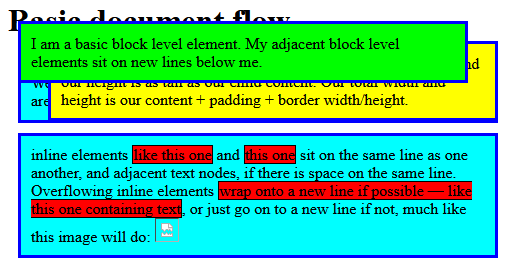 Basic document flow
I am a basic block level element. My adjacent block level
elements sit on new lines below me.
nd
our height is as tall as our child content. Our total width and
We
are
height is our content + padding + border width/height.
inline elements like this one and this one sit on the same line as one
another, and adjacent text nodes, if there is space on the same line.
Overflowing inline elements wrap onto a new line if possible — like
this one containing text, or just go on to a new line if not, much like
this image will do: